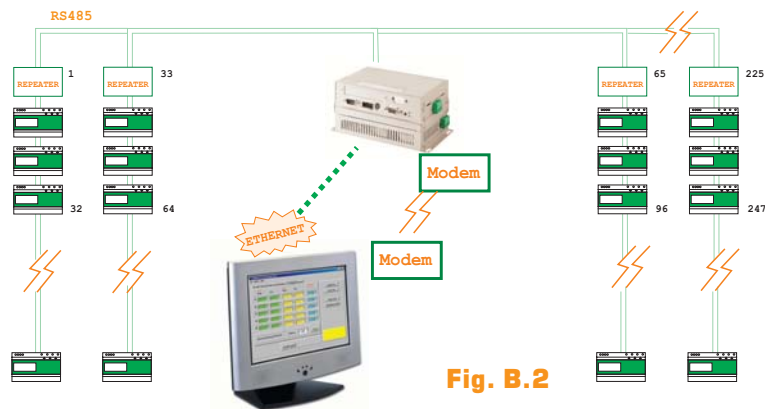 RS485
REPEATER 1
REPEATER 33
REPEATER 65
REPEATER 225
32
64
96
247
Modem
Modem
ETHERNET
Fig. B.2